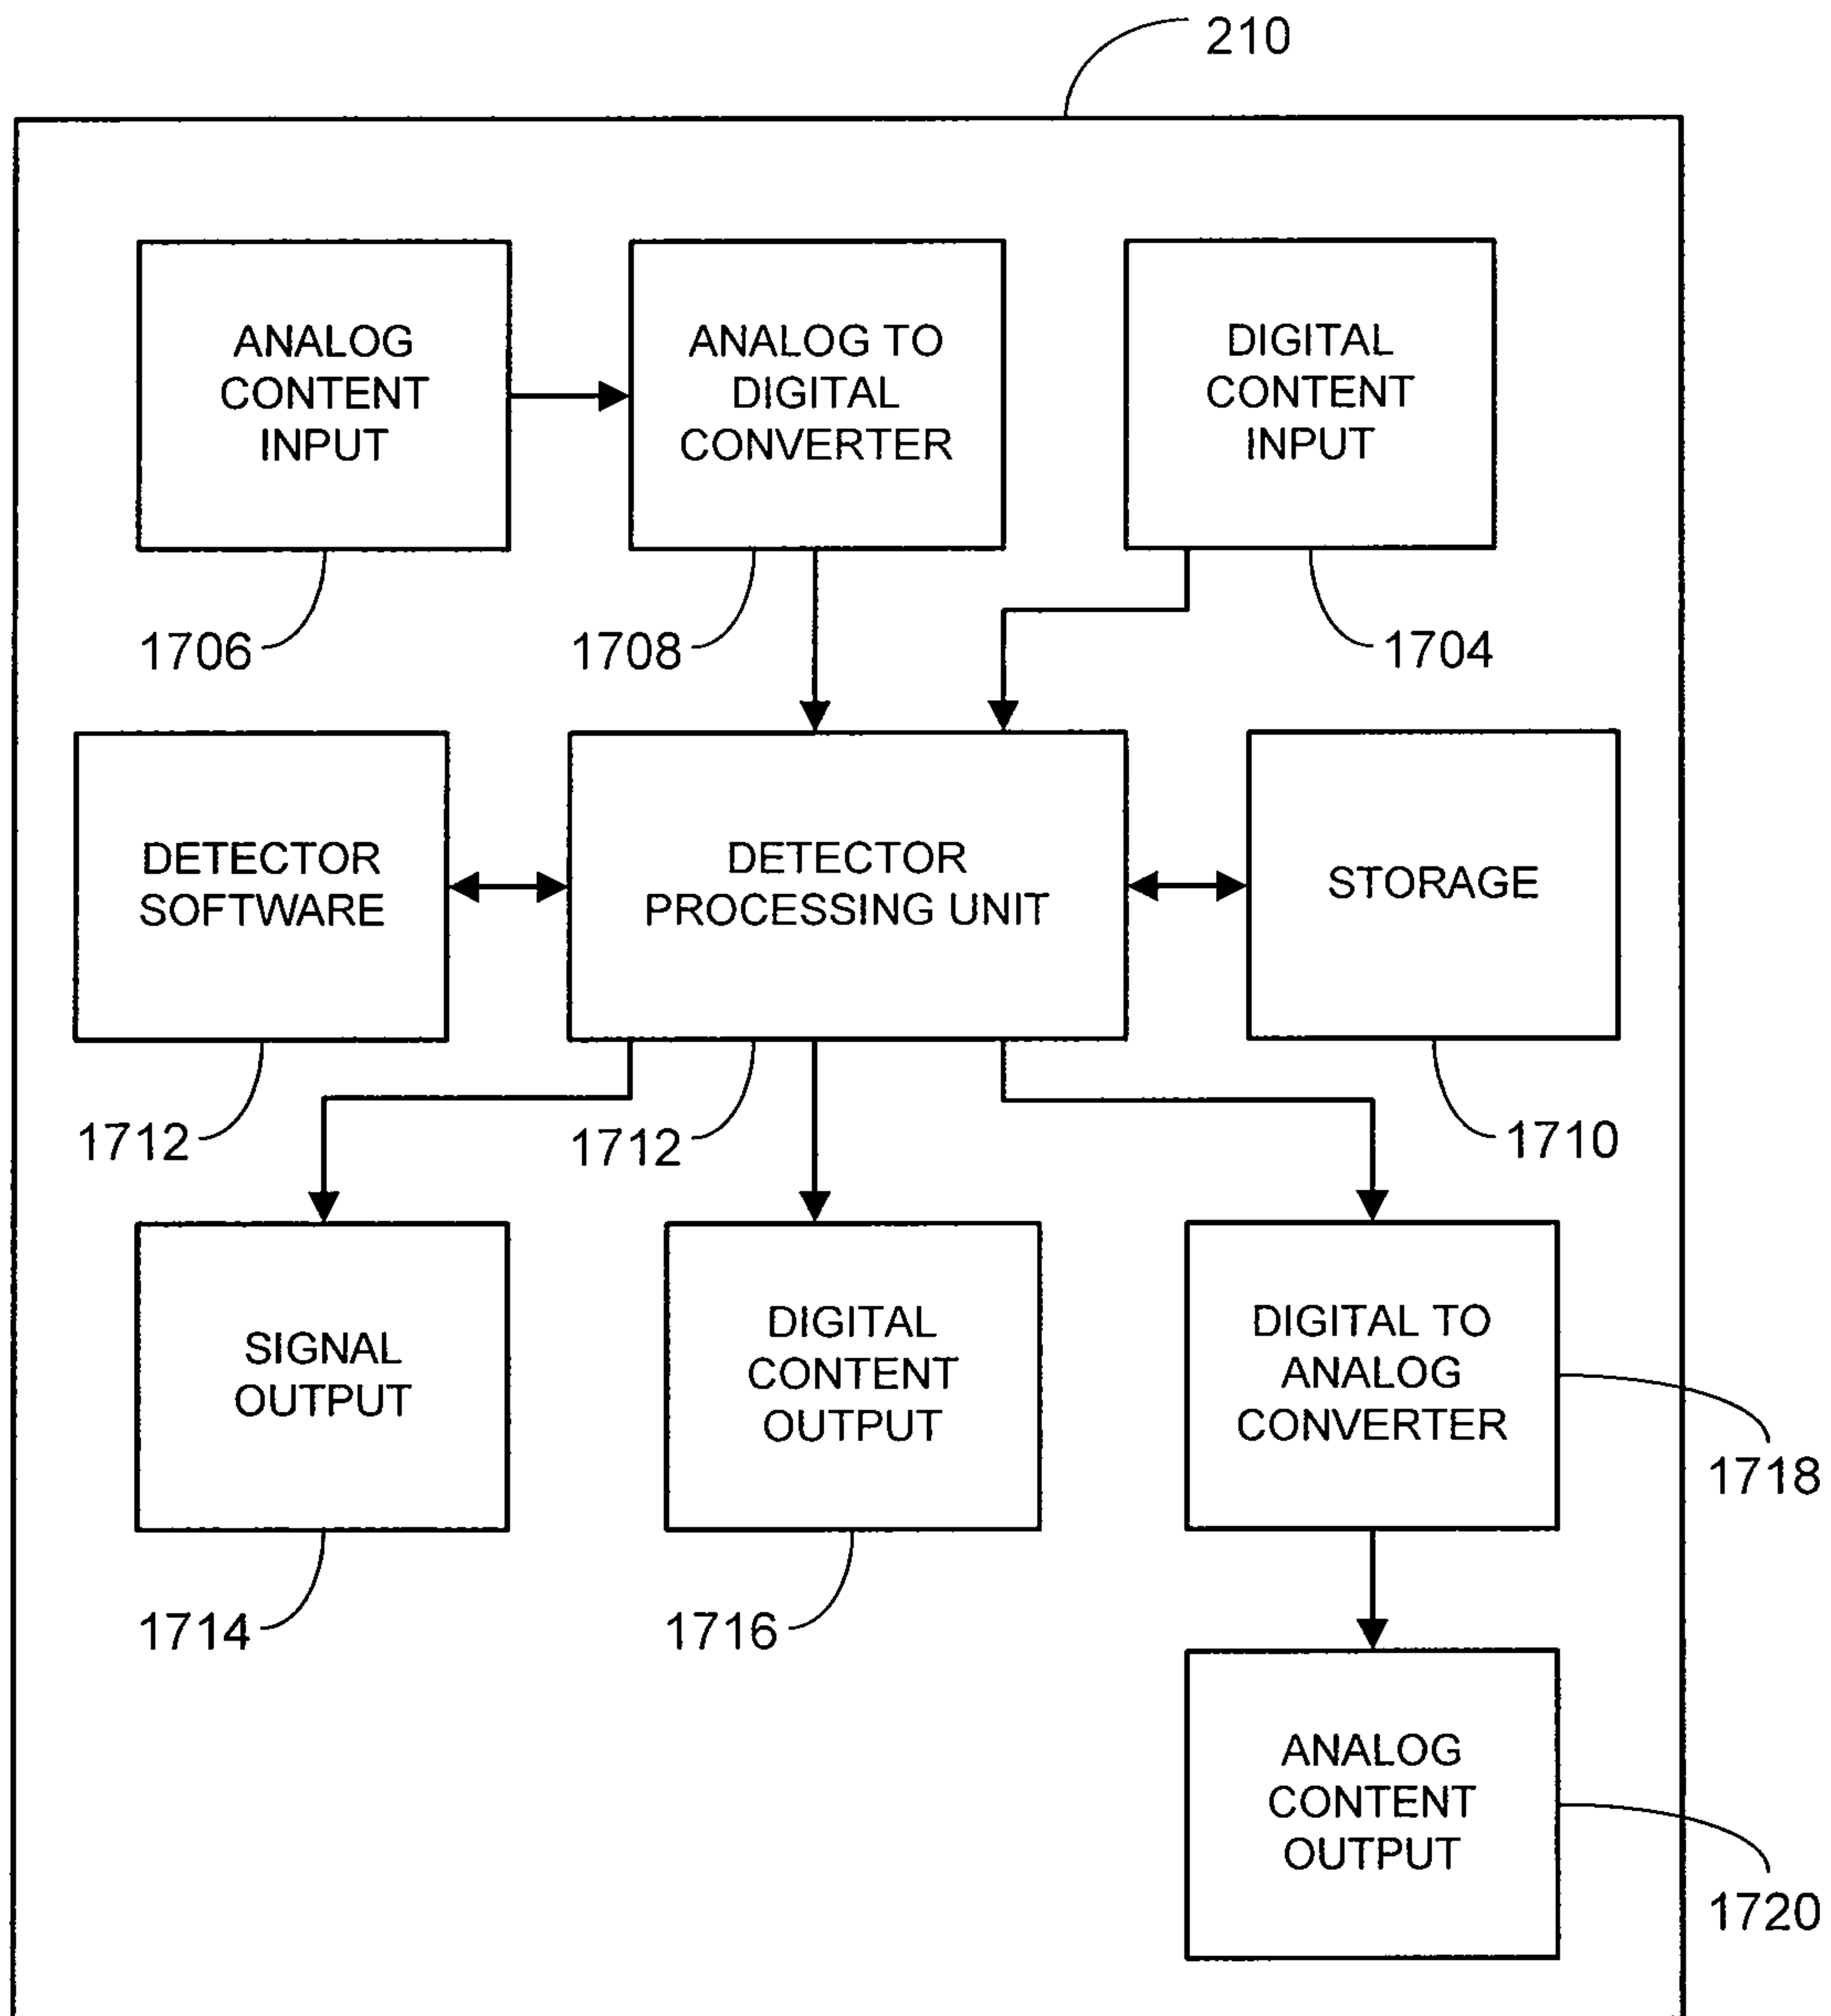 210
ANALOG
CONTENT
INPUT
ANALOG TO
DIGITAL
CONVERTER
DIGITAL
CONTENT
INPUT
1706
1708
1704
DETECTOR
SOFTWARE
DETECTOR
PROCESSING UNIT
STORAGE
1712
1712
1710
SIGNAL
OUTPUT
DIGITAL
CONTENT
OUTPUT
DIGITAL TO
ANALOG
CONVERTER
1718
1714
1716
ANALOG
CONTENT
OUTPUT
1720